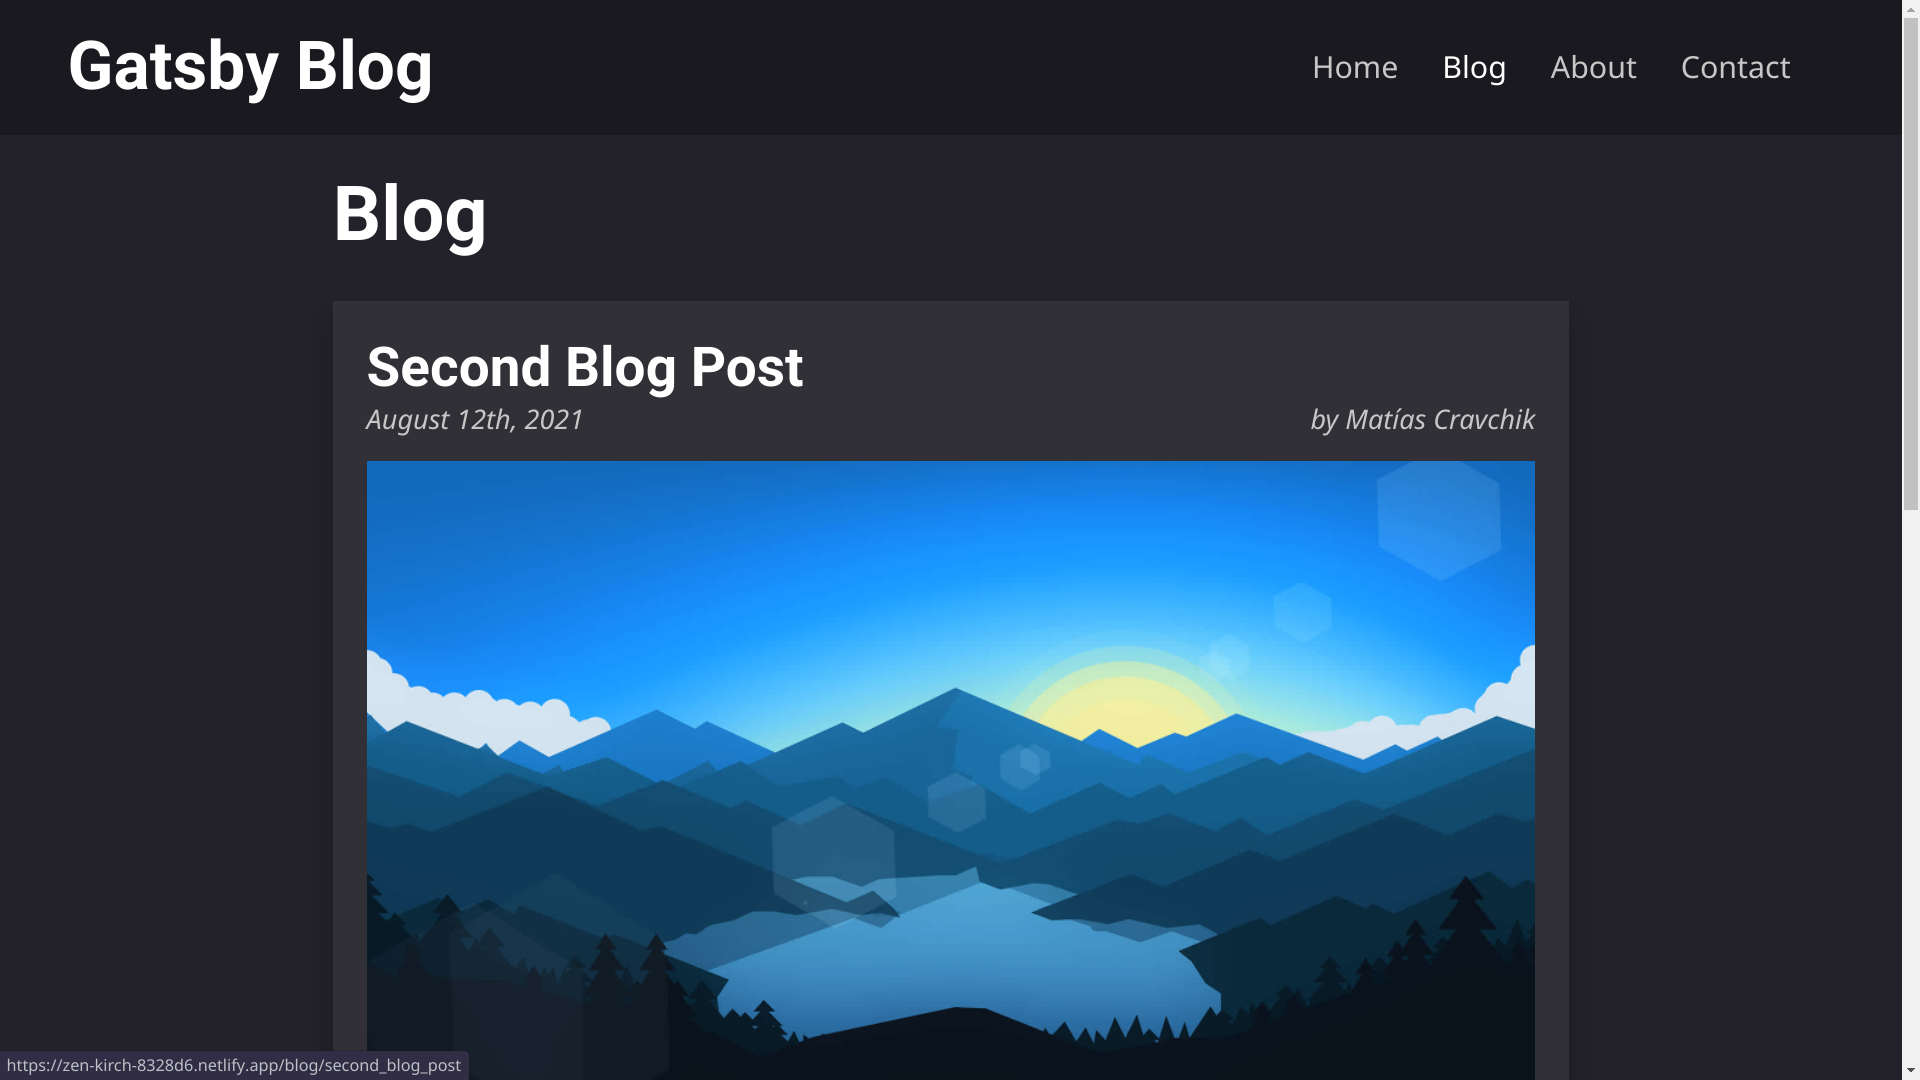 Gatsby Blog
Home Blog About Contact
Blog
Second Blog Post
August 12th, 2021
by Matías Cravchik
https://zen-kirch-8328d6.netlify.app/blog/second_blog_post